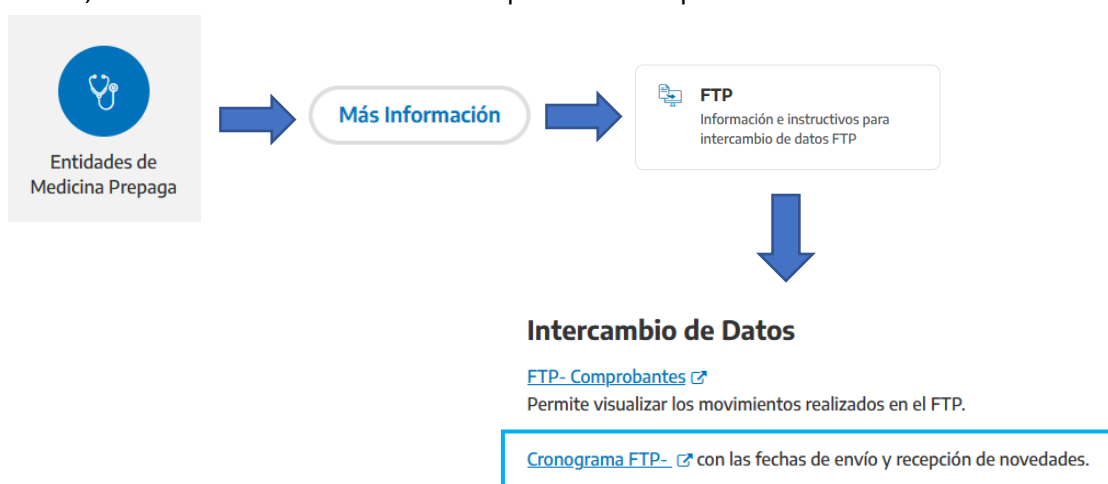 Entidades de
Medicina Prepaga
Más Información
FTP
Información e instructivos para
intercambio de datos FTP
Intercambio de Datos
FTP- Comprobantes
Permite visualizar los movimientos realizados en el FTP.
Cronograma FTP- con las fechas de envío y recepción de novedades.